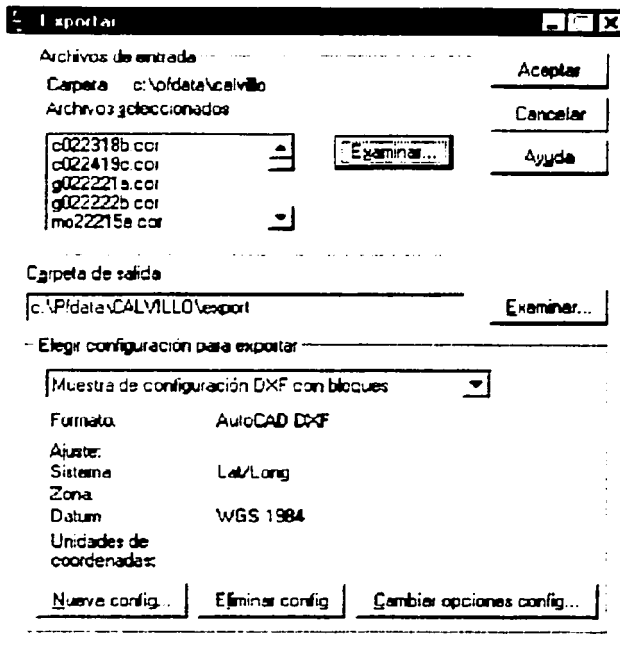 Exportar
Archivos de entrada
Aceptar
Carpera c:\pfdata\calvillo
Archivos seleccionados
Cancelar
c022318b.cor
c022419c.cor
g022221a.cor
g022222b.cor
mo22215a.cor
Examinar...
Ayuda
Carpeta de salida
c:\Pfdata\CALVILLO\export
Examinar...
Elegir configuración para exportar
Muestra de configuración DXF con bloques
Formato: AutoCAD DXF
Ajuste:
Sistema Lat/Long
Zona
Datum WGS 1984
Unidades de
coordenadas:
Nueva config...
Eliminar config
Cambiar opciones config...